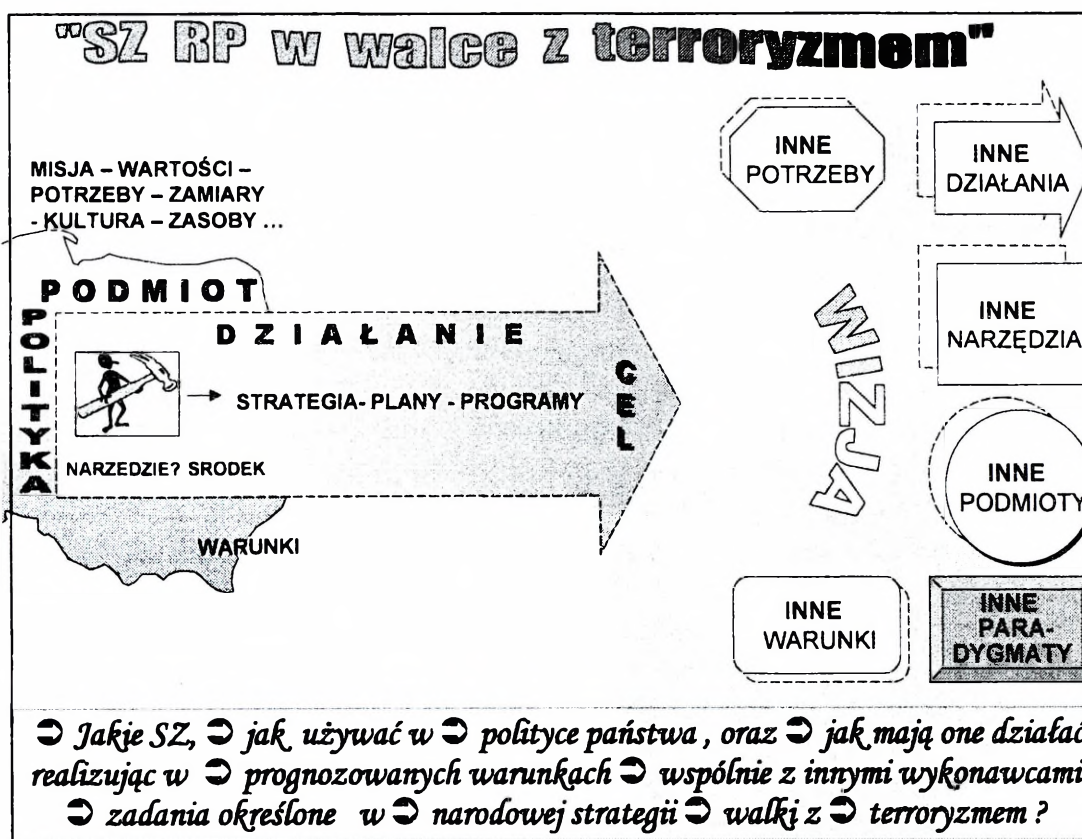 "SZ RP w walce z terroryzmem"
MISJA – WARTOŚCI –
POTRZEBY – ZAMIARY
- KULTURA – ZASOBY ...
PODMIOT
POLITYKA
DZIAŁANIE
STRATEGIA- PLANY - PROGRAMY
NARZEDZIE? SRODEK
CEL
WARUNKI
WIZJA
INNE
POTRZEBY
INNE
DZIAŁANIA
INNE
NARZĘDZIA
INNE
PODMIOTY
INNE
WARUNKI
INNE
PARA-
DYGMATY
➲ Jakie SZ, ➲ jak używać w ➲ polityce państwa , oraz ➲ jak mają one działać
realizując w ➲ prognozowanych warunkach ➲ wspólnie z innymi wykonawcami
➲ zadania określone w ➲ narodowej strategii ➲ walki z ➲ terroryzmem ?